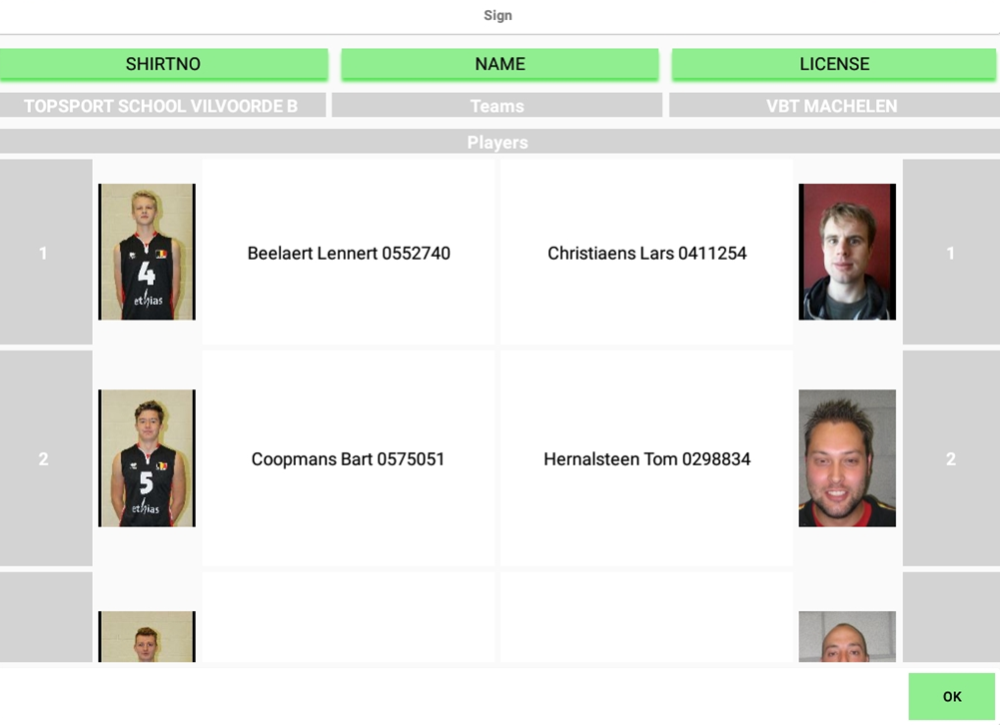 Sign
SHIRTNO NAME LICENSE
TOPSPORT SCHOOL VILVOORDE B Teams VBT MACHELEN
Players
1 4 ethias Beelaert Lennert 0552740 Christiaens Lars 0411254 1
2 5 ethias Coopmans Bart 0575051 Hernalsteen Tom 0298834 2
OK